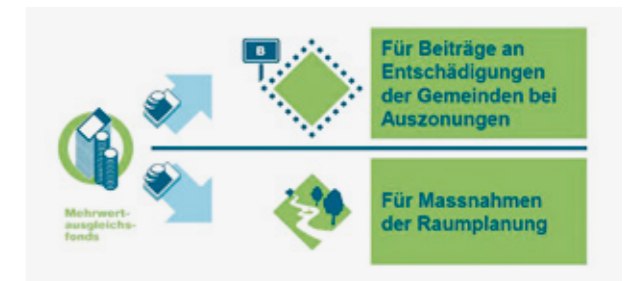 B
Für Beiträge an
Entschädigungen
der Gemeinden bei
Auszonungen
Mehrwert-
ausgleichs-
fonds
Für Massnahmen
der Raumplanung